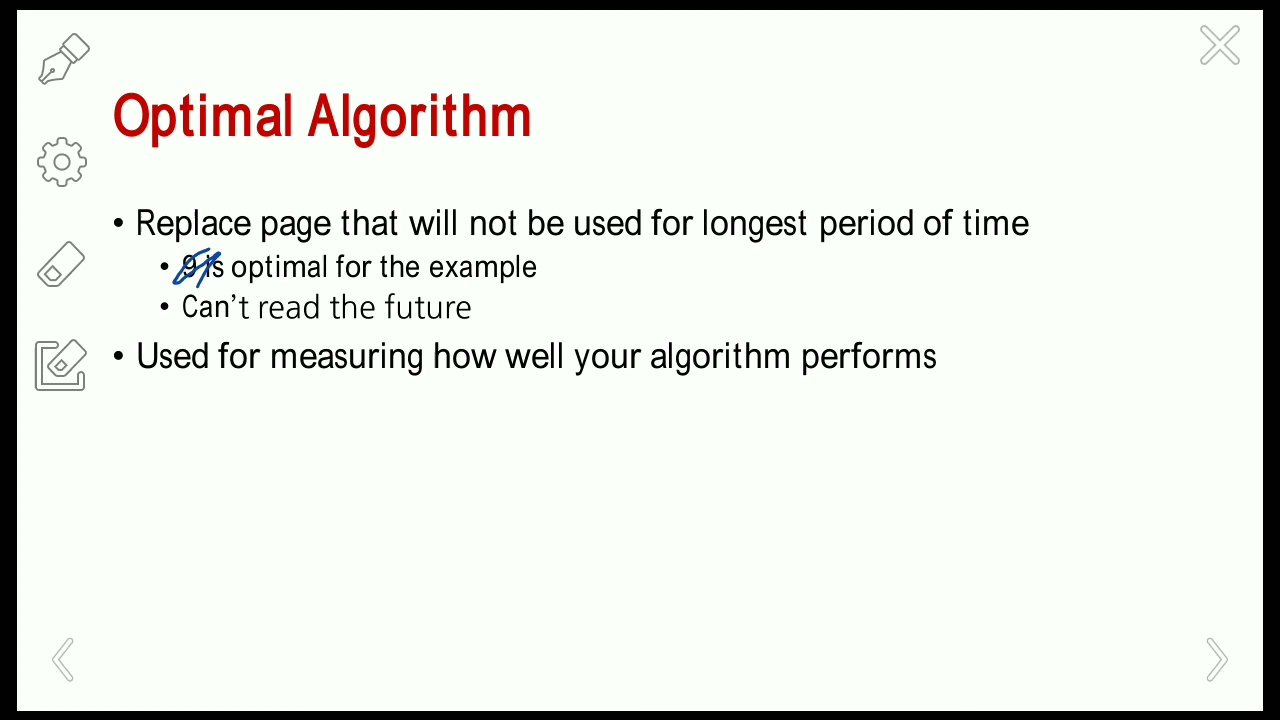 Optimal Algorithm
• Replace page that will not be used for longest period of time
• 9 is optimal for the example
• Can't read the future
• Used for measuring how well your algorithm performs